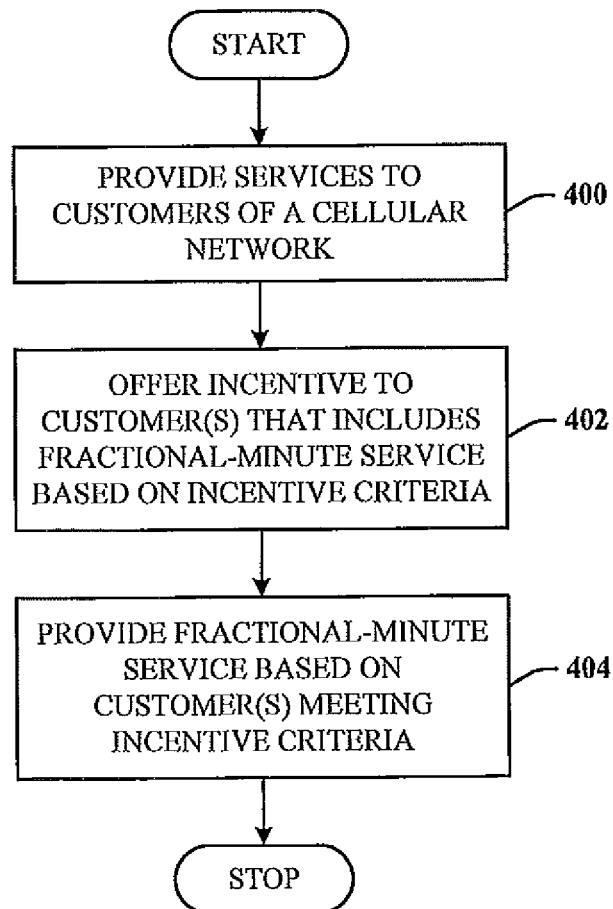 START
PROVIDE SERVICES TO
CUSTOMERS OF A CELLULAR
NETWORK
400
OFFER INCENTIVE TO
CUSTOMER(S) THAT INCLUDES
FRACTIONAL-MINUTE SERVICE
BASED ON INCENTIVE CRITERIA
402
PROVIDE FRACTIONAL-MINUTE
SERVICE BASED ON
CUSTOMER(S) MEETING
INCENTIVE CRITERIA
404
STOP